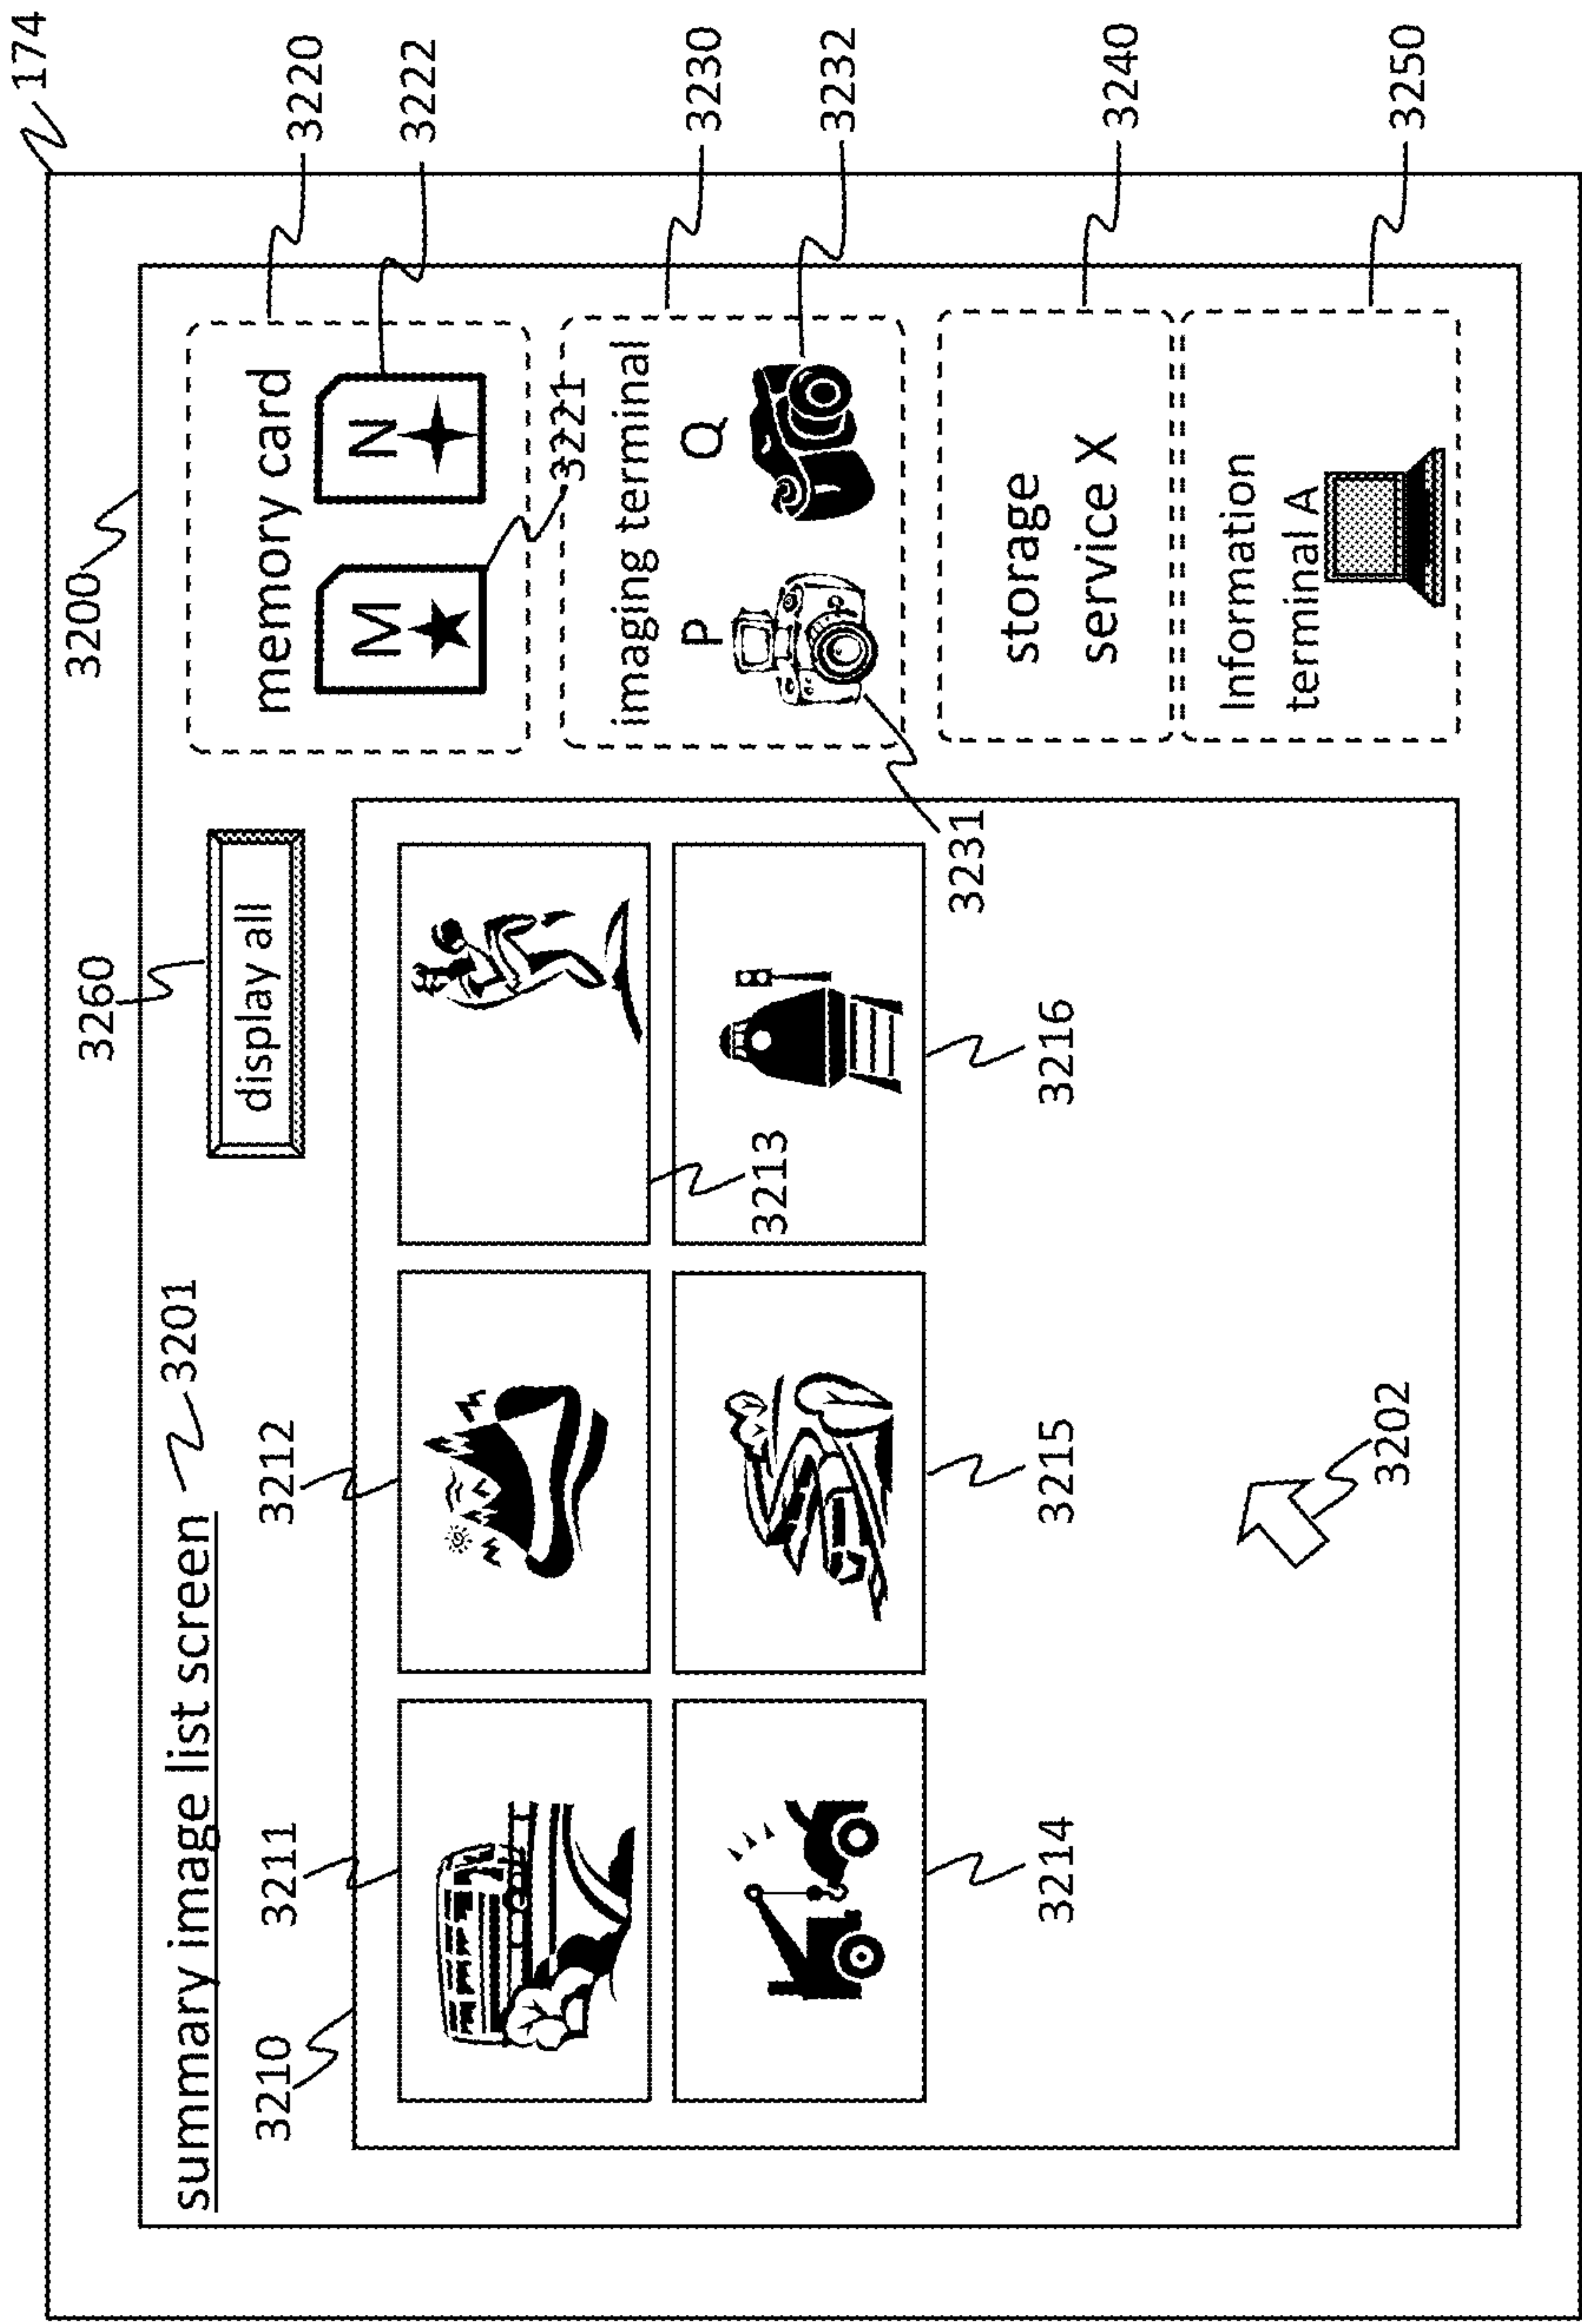 174
3200
3260
summary image list screen
3201
display all
3210
3211
3212
3213
3214
3215
3216
3202
memory card
M
N
3220
3222
3221
imaging terminal
P
Q
3230
3232
3231
storage
service X
3240
Information
terminal A
3250